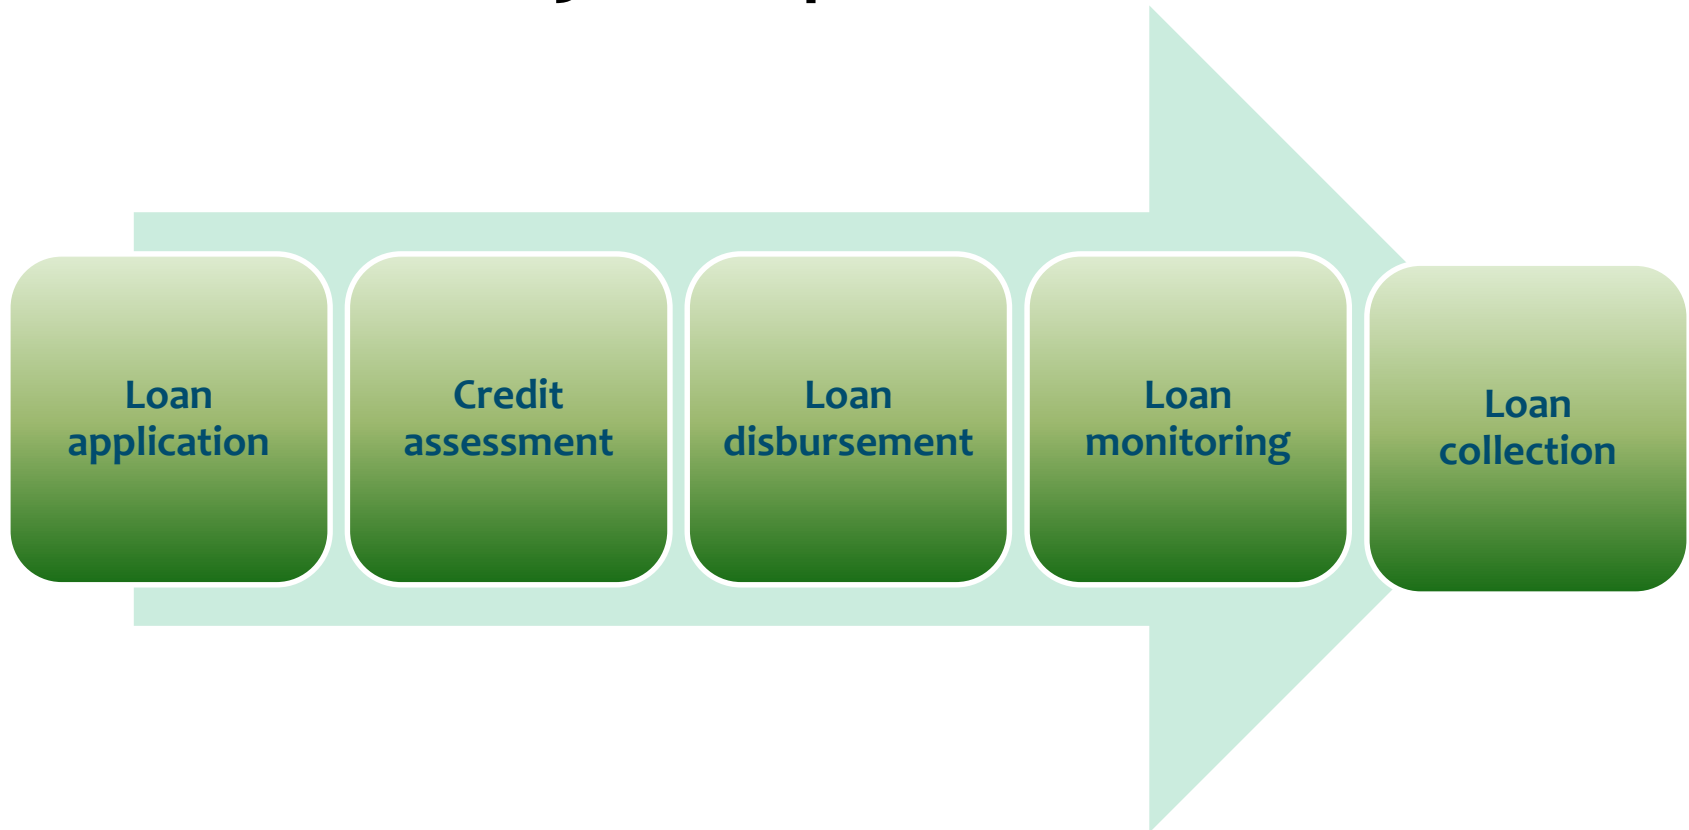 Loan
application
Credit
assessment
Loan
disbursement
Loan
monitoring
Loan
collection